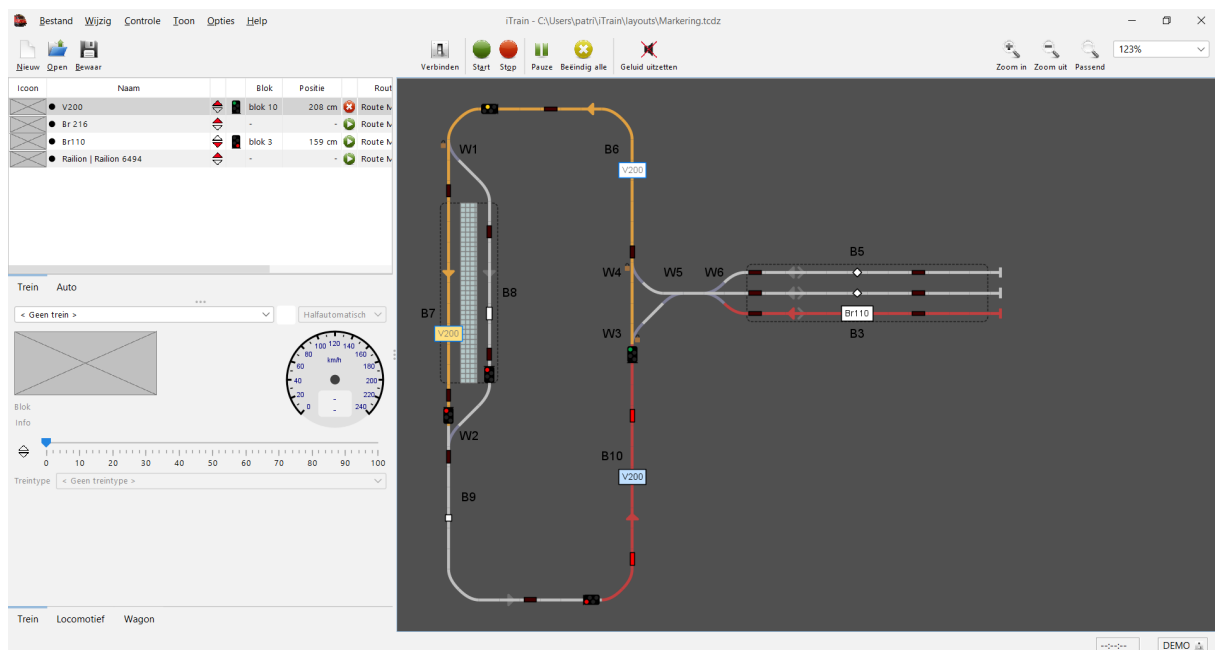 iTrain - C:\Users\patri\iTrain\layouts\Markering.tcdz
Bestand Wijzig Controle Toon Opties Help
Nieuw Open Bewaar Verbinden Start Stop Pauze Beëindig alle Geluid uitzetten Zoom in Zoom uit Passend 123%
Icoon Naam Blok Positie Rout
V200 blok 10 208 cm Route M
Br 216 - - Route M
Br110 blok 3 159 cm Route M
Railion | Railion 6494 - - Route M
Trein Auto
< Geen trein > Halfautomatisch
km/h
0 20 40 60 80 100 120 140 160 180 200 220 240
-
-
Blok
Info
0 10 20 30 40 50 60 70 80 90 100
Treintype < Geen treintype >
Trein Locomotief Wagon
W1 B6
V200
B5
W4 W5 W6
B8
B7
Br110
V200 W3 B3
W2
B10
V200
B9
--:--:-- DEMO